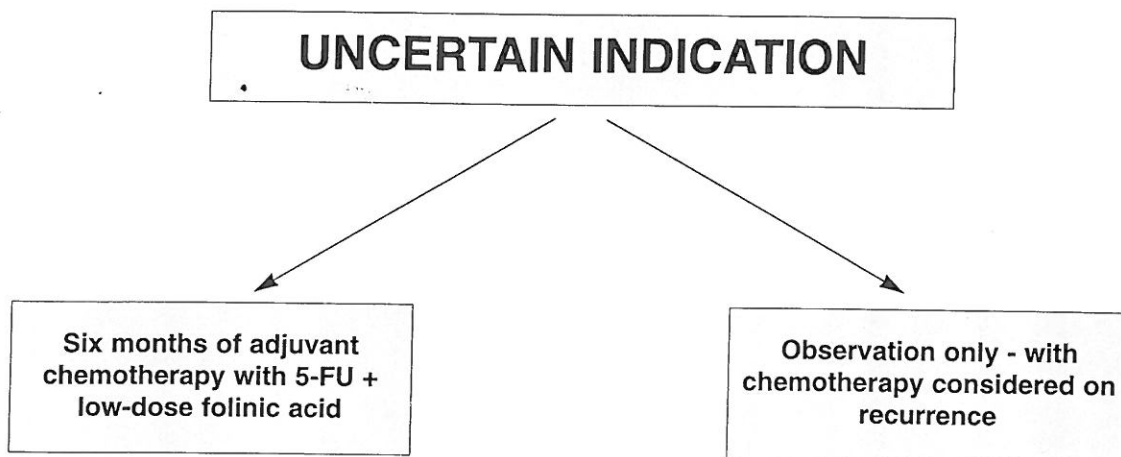 UNCERTAIN INDICATION
Six months of adjuvant
chemotherapy with 5-FU +
low-dose folinic acid
Observation only - with
chemotherapy considered on
recurrence